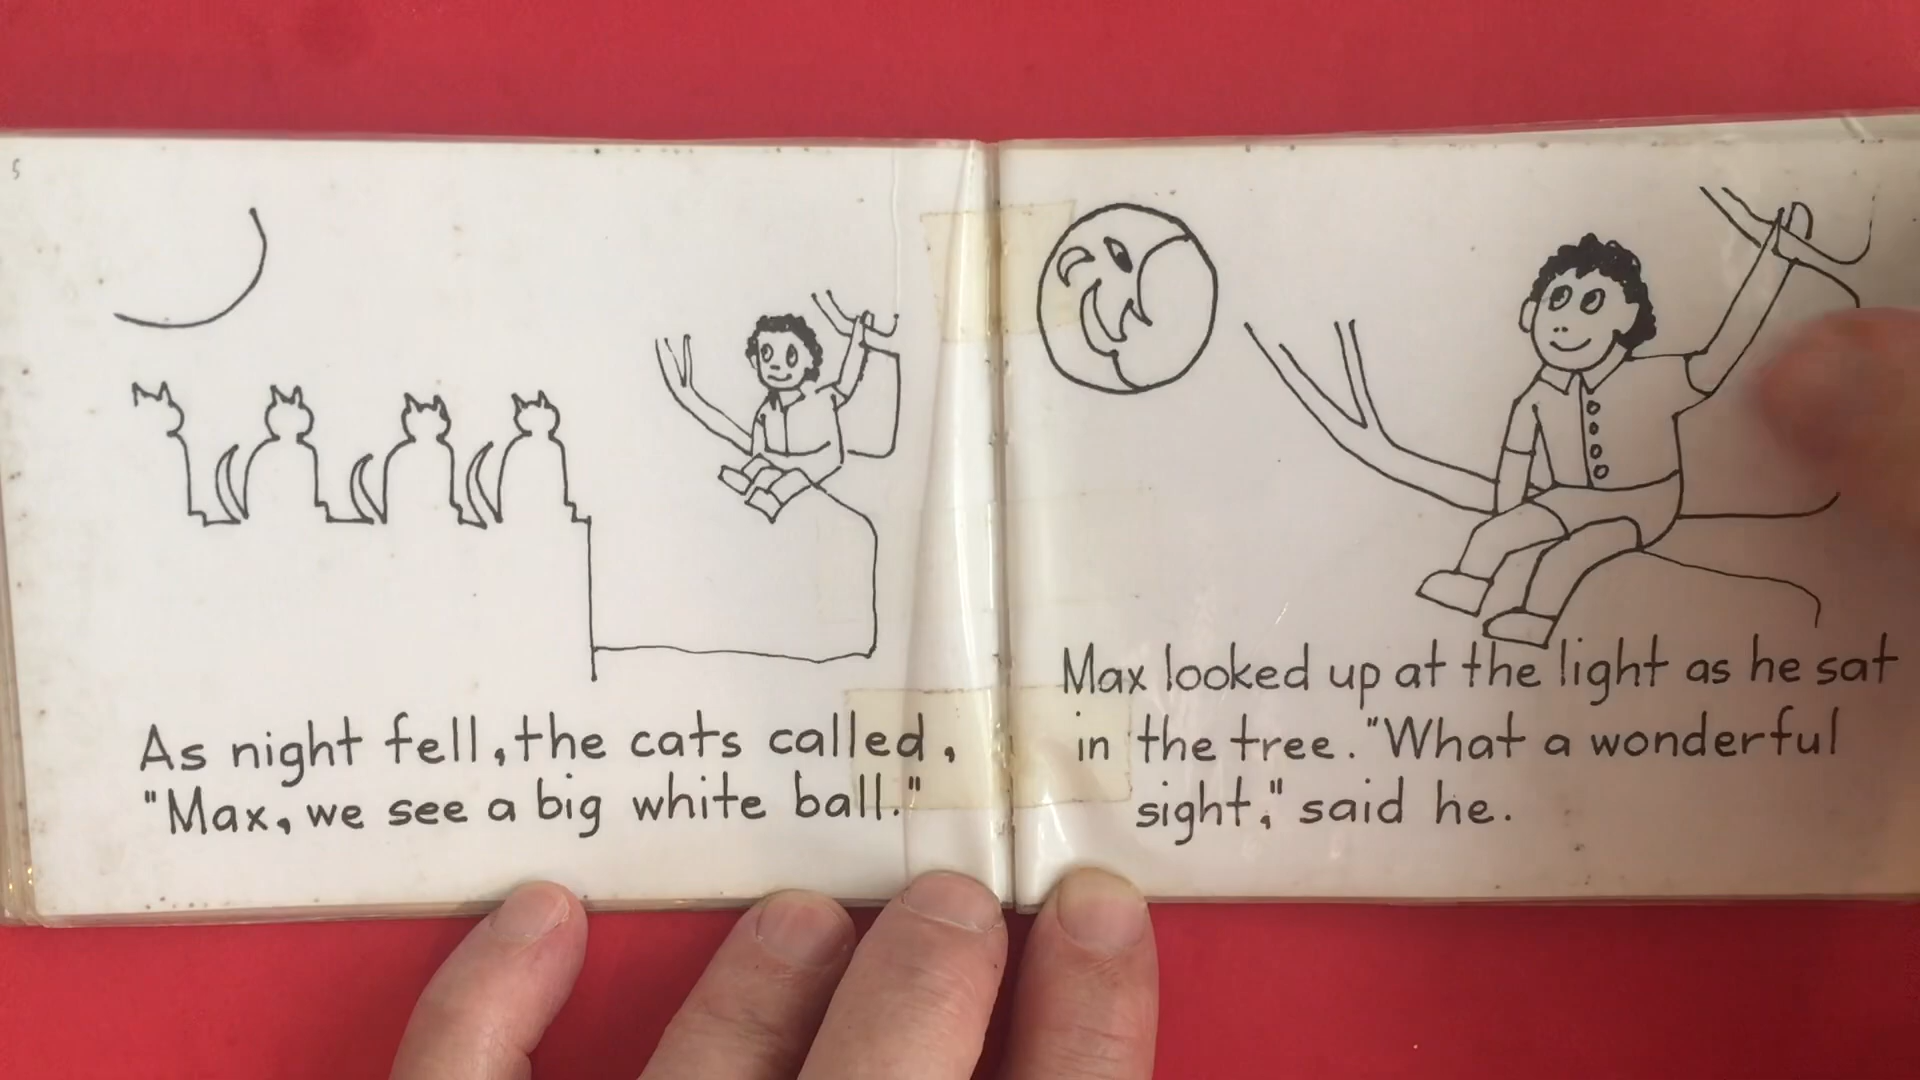 As night fell, the cats called,
"Max, we see a big white ball."
Max looked up at the light as he sat
in the tree. "What a wonderful
sight," said he.